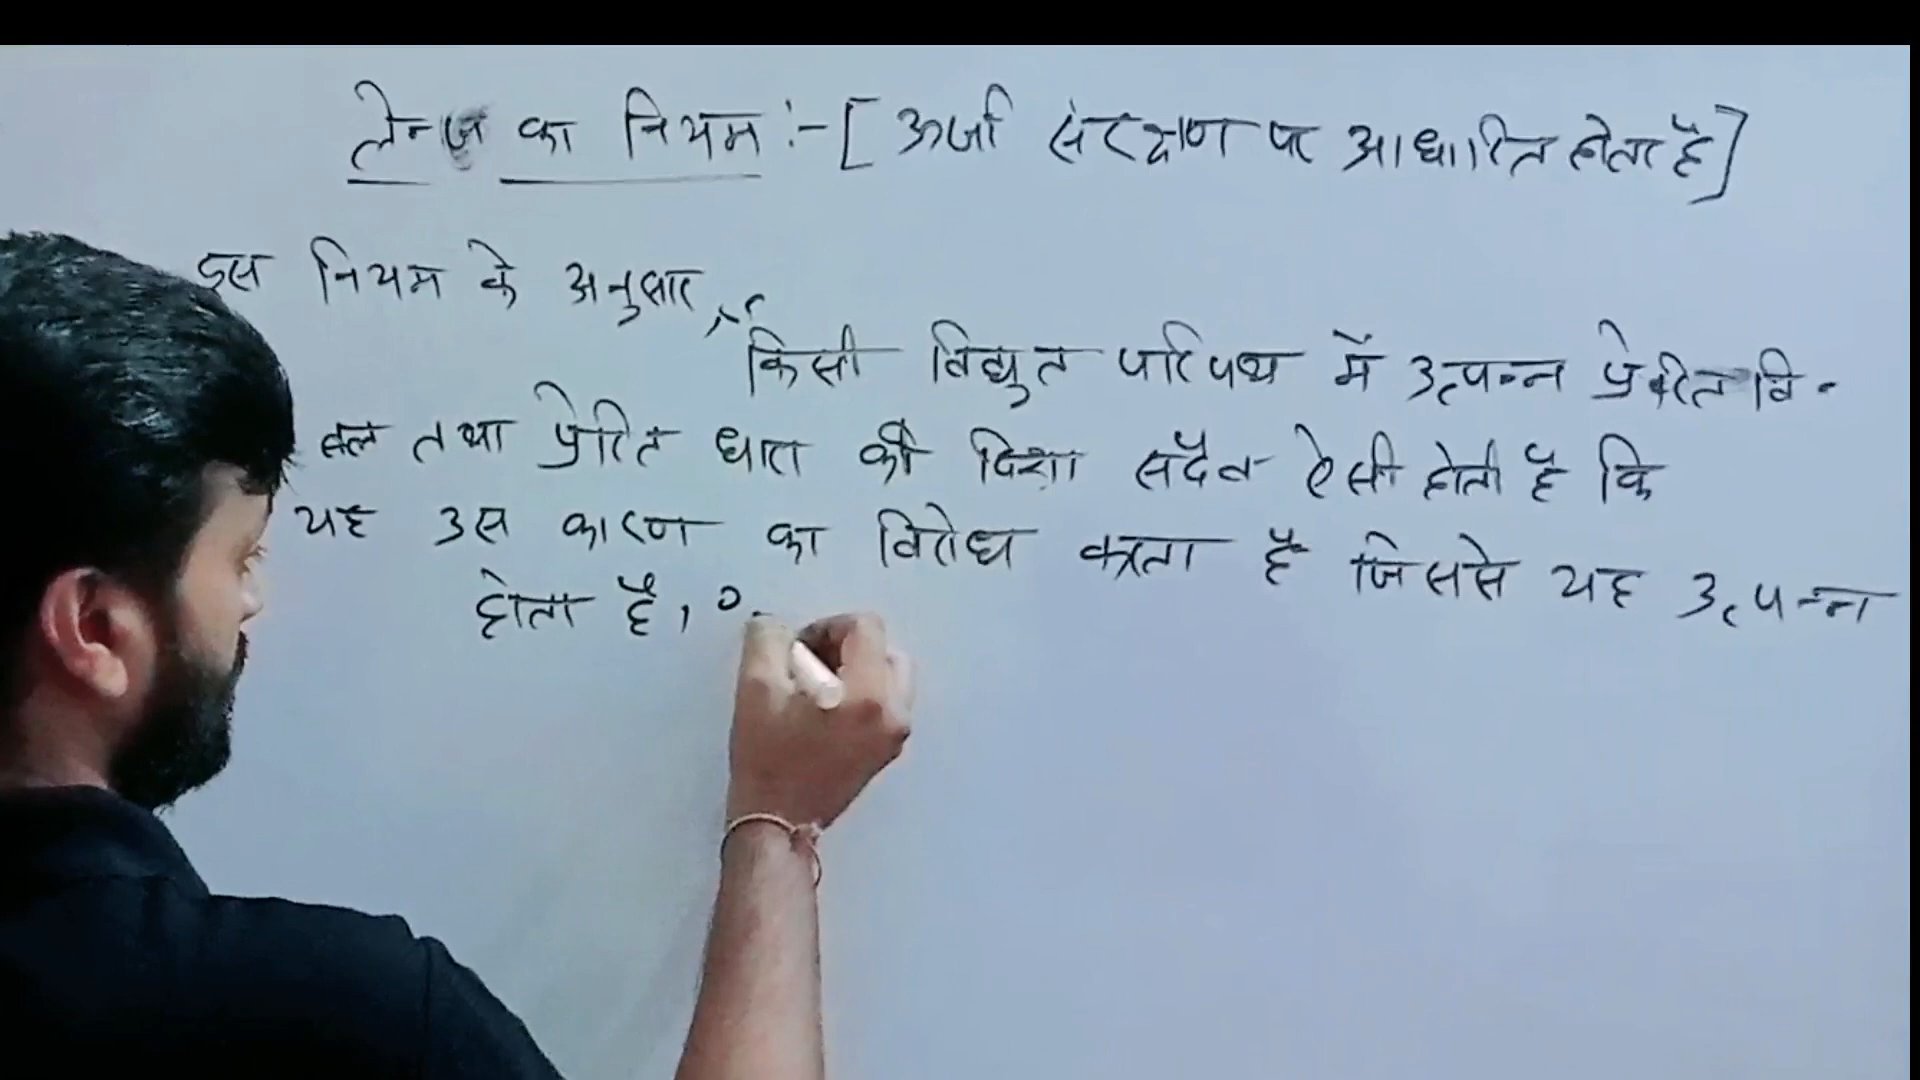 लेन्ज का नियम :- [ ऊर्जा संरक्षण पर आधारित होता है ]
इस नियम के अनुसार,
"किसी विद्युत परिपथ में उत्पन्न प्रेरित वि॰
बल तथा प्रेरित धारा की दिशा सदैव ऐसी होती है कि
यह उस कारण का विरोध करता है जिससे यह उत्पन्न
होता है,